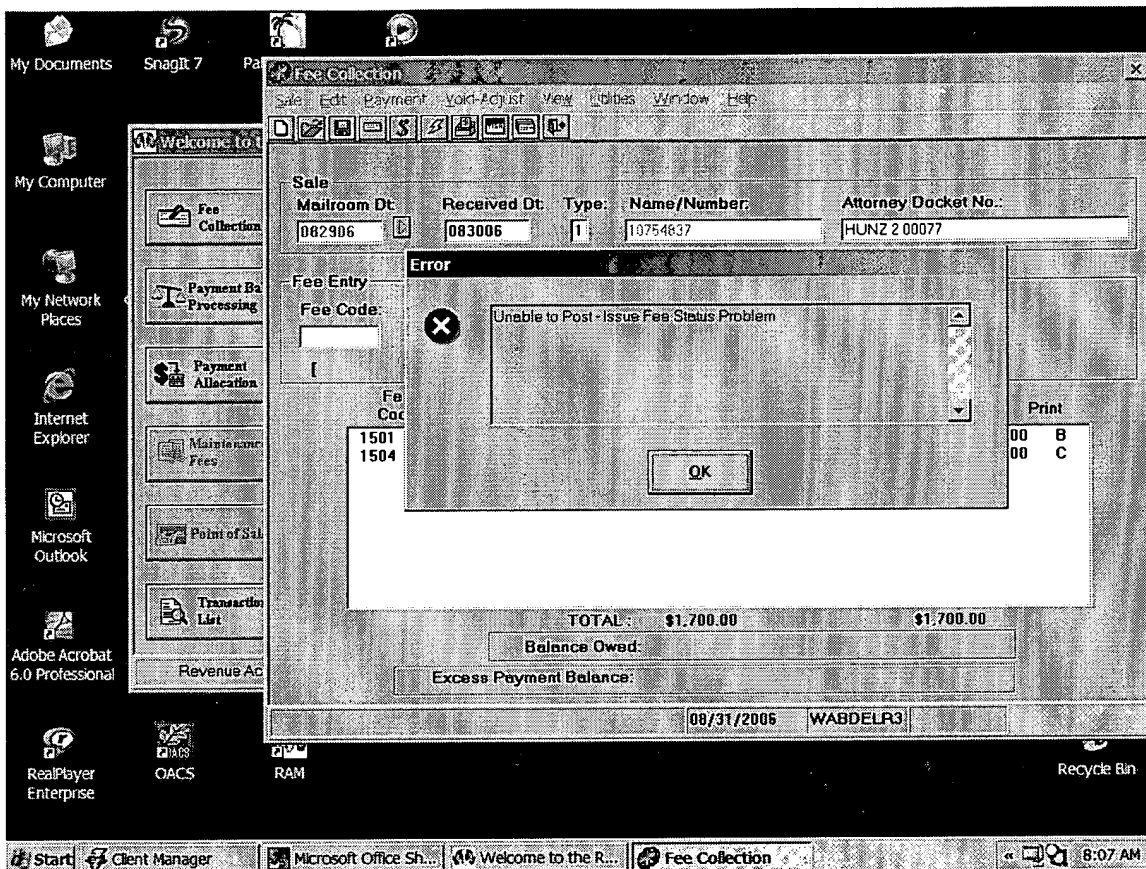 My Documents
SnagIt 7
Pa
Fee Collection
Sale Edit Payment Void-Adjust View Utilities Window Help
Welcome to t
My Computer
Fee
Collection
Sale
Mailroom Dt:
Received Dt:
Type:
Name/Number:
Attorney Docket No.:
082906
083006
1
10754837
HUNZ 2 00077
Error
Unable to Post - Issue Fee Status Problem
OK
My Network
Places
Payment Ba
Processing
Fee Entry
Fee Code:
[
Internet
Explorer
Payment
Allocation
Fe
Coc
Print
1501
00 B
1504
00 C
Maintenance
Fees
Microsoft
Outlook
Point of Sal
Transaction
List
TOTAL: $1,700.00 $1,700.00
Balance Owed:
Excess Payment Balance:
Adobe Acrobat
6.0 Professional
Revenue Ac
08/31/2006 WABDELR3
RealPlayer
Enterprise
OACS
RAM
Recycle Bin
Start
Client Manager
Microsoft Office Sh...
Welcome to the R...
Fee Collection
8:07 AM